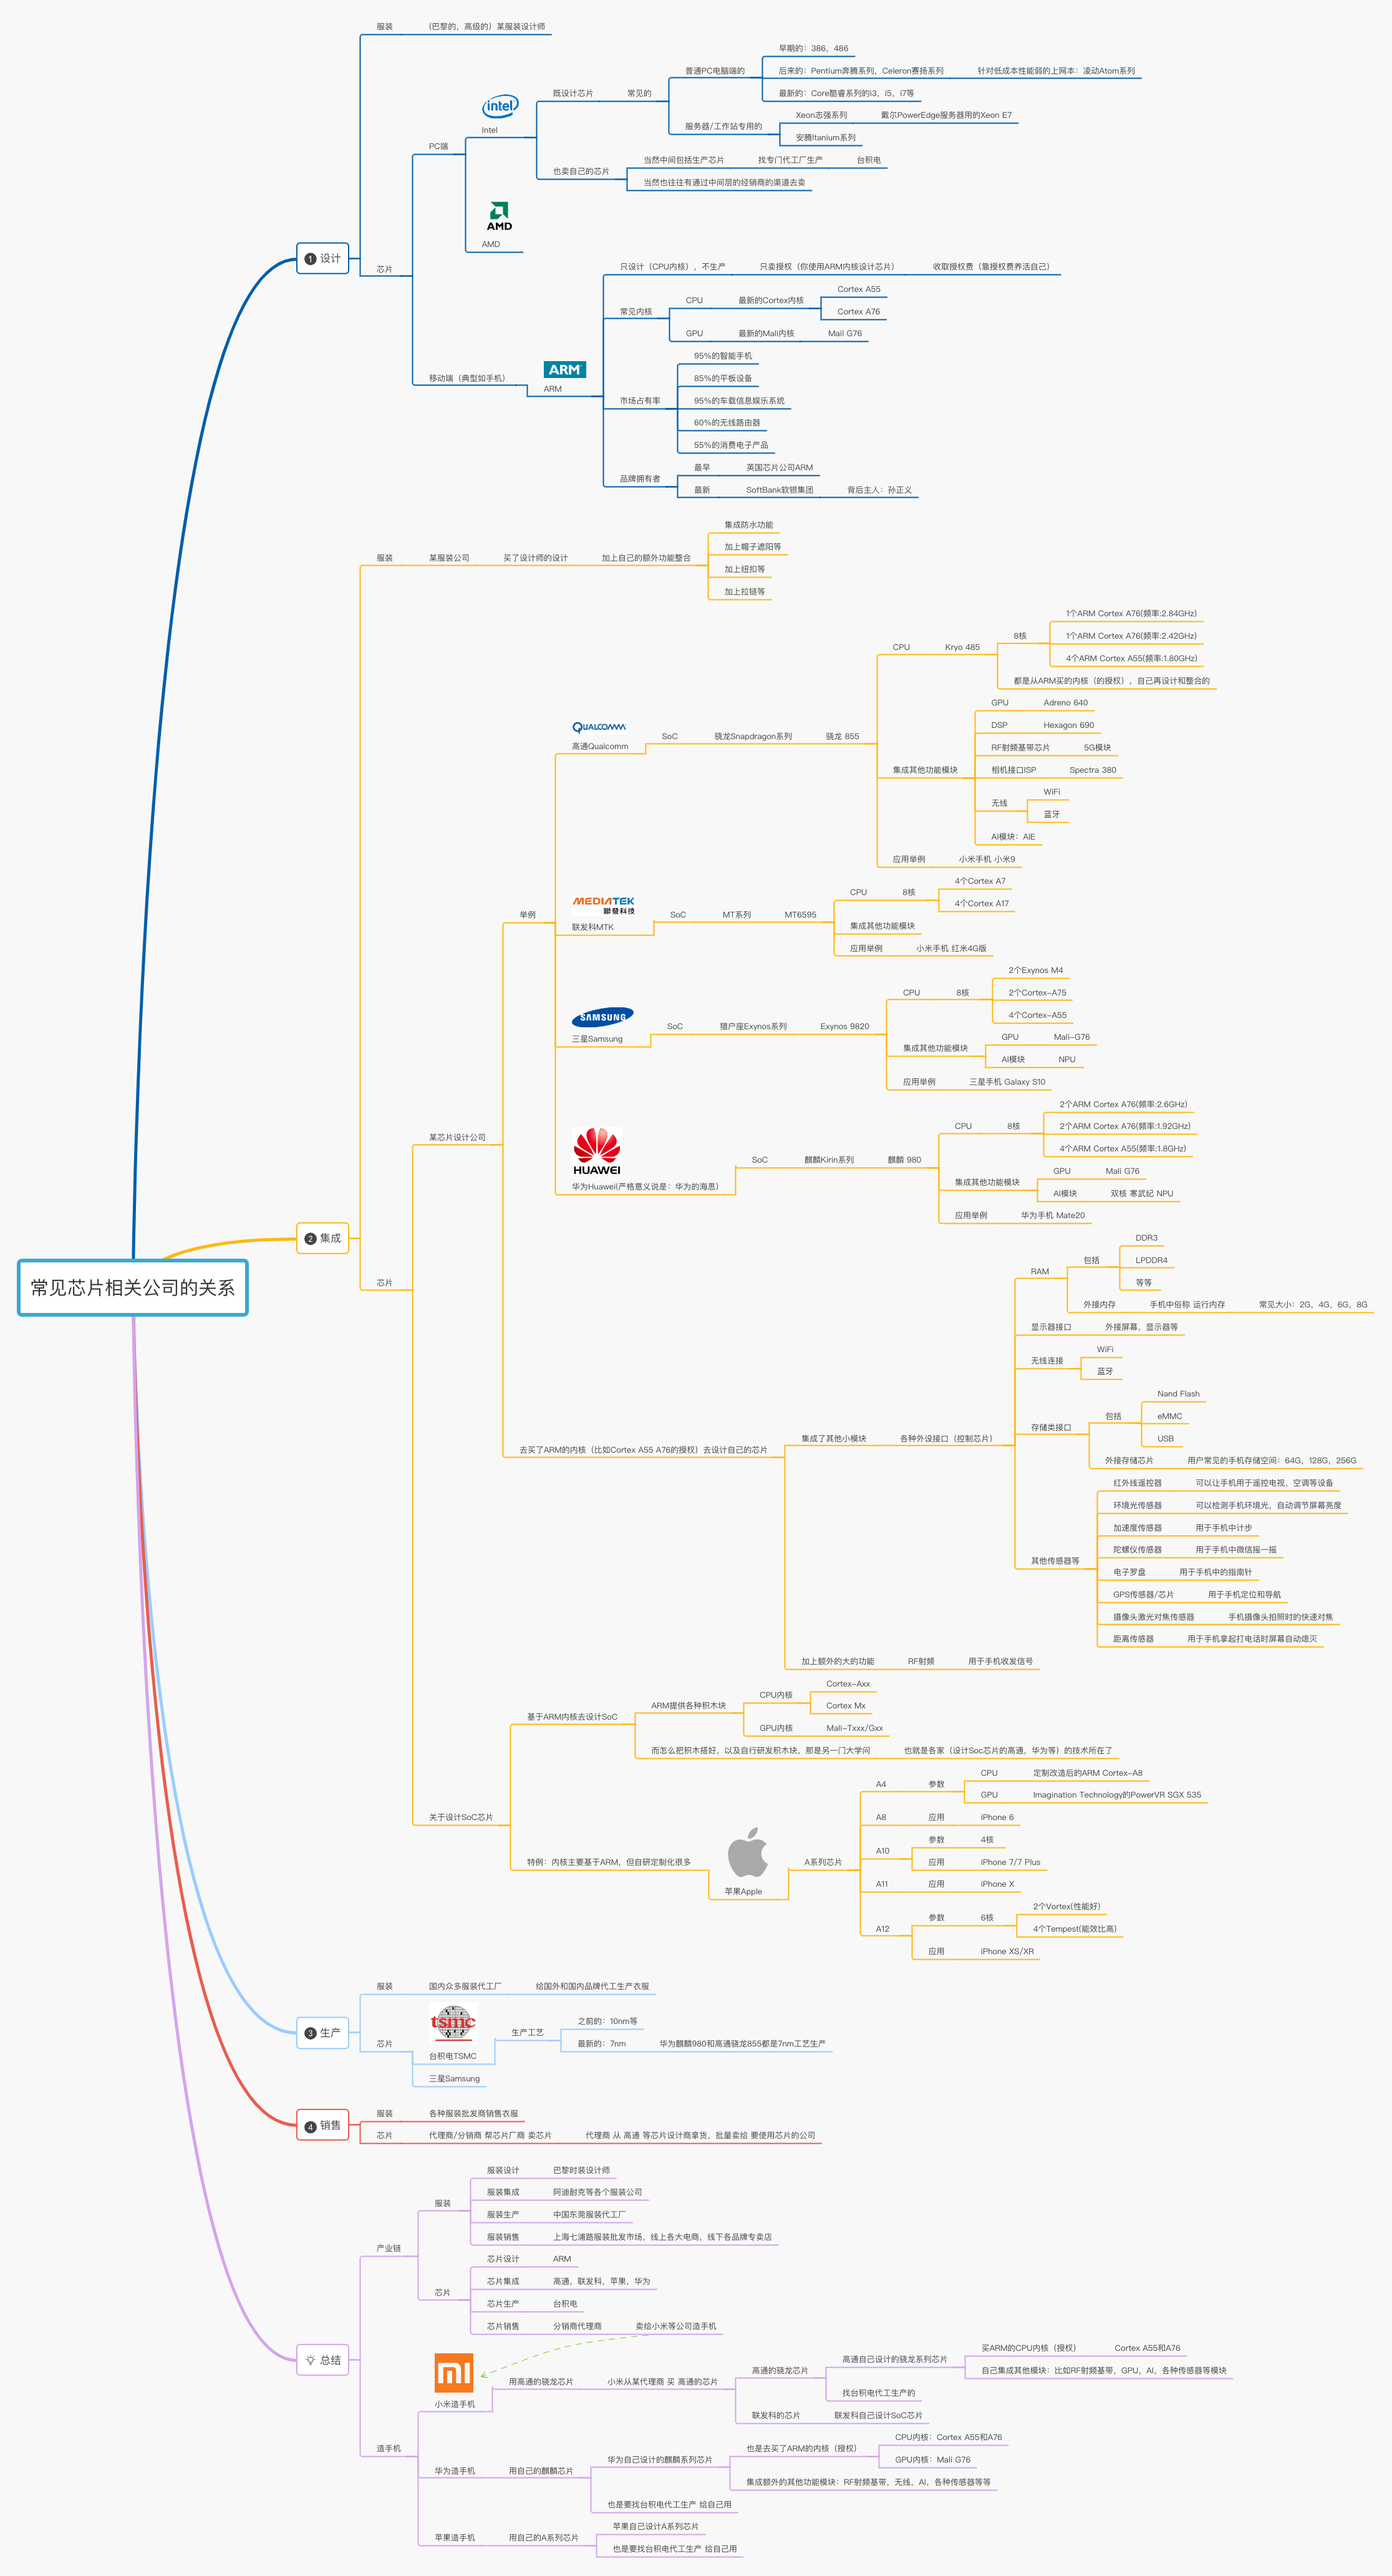 常见芯片相关公司的关系
1 设计
服装
(巴黎的，高级的）某服装设计师
芯片
PC端
intel
Intel
既设计芯片
常见的
普通PC电脑端的
早期的：386，486
后来的：Pentium奔腾系列，Celeron赛扬系列
针对低成本性能弱的上网本：凌动Atom系列
最新的：Core酷睿系列的i3，i5，i7等
服务器/工作站专用的
Xeon志强系列
戴尔PowerEdge服务器用的Xeon E7
安腾Itanium系列
也卖自己的芯片
当然中间包括生产芯片
找专门代工厂生产
台积电
当然也往往有通过中间层的经销商的渠道去卖
AMD
AMD
移动端（典型如手机）
ARM
ARM
只设计（CPU内核），不生产
只卖授权（你使用ARM内核设计芯片）
收取授权费（靠授权费养活自己）
常见内核
CPU
最新的Cortex内核
Cortex A55
Cortex A76
GPU
最新的Mali内核
Mail G76
市场占有率
95%的智能手机
85%的平板设备
95%的车载信息娱乐系统
60%的无线路由器
55%的消费电子产品
品牌拥有者
最早
英国芯片公司ARM
最新
SoftBank软银集团
背后主人：孙正义
2 集成
服装
某服装公司
买了设计师的设计
加上自己的额外功能整合
集成防水功能
加上帽子遮阳等
加上纽扣等
加上拉链等
芯片
某芯片设计公司
举例
QUALCOMM
高通Qualcomm
SoC
骁龙Snapdragon系列
骁龙 855
CPU
Kryo 485
8核
1个ARM Cortex A76(频率:2.84GHz)
1个ARM Cortex A76(频率:2.42GHz)
4个ARM Cortex A55(频率:1.80GHz)
都是从ARM买的内核（的授权），自己再设计和整合的
集成其他功能模块
GPU
Adreno 640
DSP
Hexagon 690
RF射频基带芯片
5G模块
相机接口ISP
Spectra 380
无线
WiFi
蓝牙
AI模块：AIE
应用举例
小米手机 小米9
MEDIATEK
聯發科技
联发科MTK
SoC
MT系列
MT6595
CPU
8核
4个Cortex A7
4个Cortex A17
集成其他功能模块
应用举例
小米手机 红米4G版
SAMSUNG
三星Samsung
SoC
猎户座Exynos系列
Exynos 9820
CPU
8核
2个Exynos M4
2个Cortex-A75
4个Cortex-A55
集成其他功能模块
GPU
Mali-G76
AI模块
NPU
应用举例
三星手机 Galaxy S10
HUAWEI
华为Huawei(严格意义说是：华为的海思)
SoC
麒麟Kirin系列
麒麟 980
CPU
8核
2个ARM Cortex A76(频率:2.6GHz)
2个ARM Cortex A76(频率:1.92GHz)
4个ARM Cortex A55(频率:1.8GHz)
集成其他功能模块
GPU
Mali G76
AI模块
双核 寒武纪 NPU
应用举例
华为手机 Mate20
去买了ARM的内核（比如Cortex A55 A76的授权）去设计自己的芯片
集成了其他小模块
各种外设接口（控制芯片）
RAM
包括
DDR3
LPDDR4
等等
外接内存
手机中俗称 运行内存
常见大小：2G，4G，6G，8G
显示器接口
外接屏幕，显示器等
无线连接
WiFi
蓝牙
存储类接口
包括
Nand Flash
eMMC
USB
外接存储芯片
用户常见的手机存储空间：64G，128G，256G
其他传感器等
红外线遥控器
可以让手机用于遥控电视，空调等设备
环境光传感器
可以检测手机环境光，自动调节屏幕亮度
加速度传感器
用于手机中计步
陀螺仪传感器
用于手机中微信摇一摇
电子罗盘
用于手机中的指南针
GPS传感器/芯片
用于手机定位和导航
摄像头激光对焦传感器
手机摄像头拍照时的快速对焦
距离传感器
用于手机拿起打电话时屏幕自动熄灭
加上额外的大的功能
RF射频
用于手机收发信号
关于设计SoC芯片
基于ARM内核去设计SoC
ARM提供各种积木块
CPU内核
Cortex-Axx
Cortex Mx
GPU内核
Mali-Txxx/Gxx
而怎么把积木搭好，以及自行研发积木块，那是另一门大学问
也就是各家（设计Soc芯片的高通，华为等）的技术所在了
特例：内核主要基于ARM，但自研定制化很多
苹果Apple
A系列芯片
A4
参数
CPU
定制改造后的ARM Cortex-A8
GPU
Imagination Technology的PowerVR SGX 535
A8
应用
iPhone 6
A10
参数
4核
应用
iPhone 7/7 Plus
A11
应用
iPhone X
A12
参数
6核
2个Vortex(性能好)
4个Tempest(能效比高)
应用
iPhone XS/XR
3 生产
服装
国内众多服装代工厂
给国外和国内品牌代工生产衣服
芯片
tsmc
台积电TSMC
生产工艺
之前的：10nm等
最新的：7nm
华为麒麟980和高通骁龙855都是7nm工艺生产
三星Samsung
4 销售
服装
各种服装批发商销售衣服
芯片
代理商/分销商 帮芯片厂商 卖芯片
代理商 从 高通 等芯片设计商拿货，批量卖给 要使用芯片的公司
总结
产业链
服装
服装设计
巴黎时装设计师
服装集成
阿迪耐克等各个服装公司
服装生产
中国东莞服装代工厂
服装销售
上海七浦路服装批发市场，线上各大电商，线下各品牌专卖店
芯片
芯片设计
ARM
芯片集成
高通，联发科，苹果，华为
芯片生产
台积电
芯片销售
分销商代理商
卖给小米等公司造手机
造手机
mi
小米造手机
用高通的骁龙芯片
小米从某代理商 买 高通的芯片
高通的骁龙芯片
高通自己设计的骁龙系列芯片
买ARM的CPU内核（授权）
Cortex A55和A76
自己集成其他模块：比如RF射频基带，GPU，AI，各种传感器等模块
找台积电代工生产的
联发科的芯片
联发科自己设计SoC芯片
华为造手机
用自己的麒麟芯片
华为自己设计的麒麟系列芯片
也是去买了ARM的内核（授权）
CPU内核：Cortex A55和A76
GPU内核：Mali G76
集成额外的其他功能模块：RF射频基带，无线，AI，各种传感器等等
也是要找台积电代工生产 给自己用
苹果造手机
用自己的A系列芯片
苹果自己设计A系列芯片
也是要找台积电代工生产 给自己用